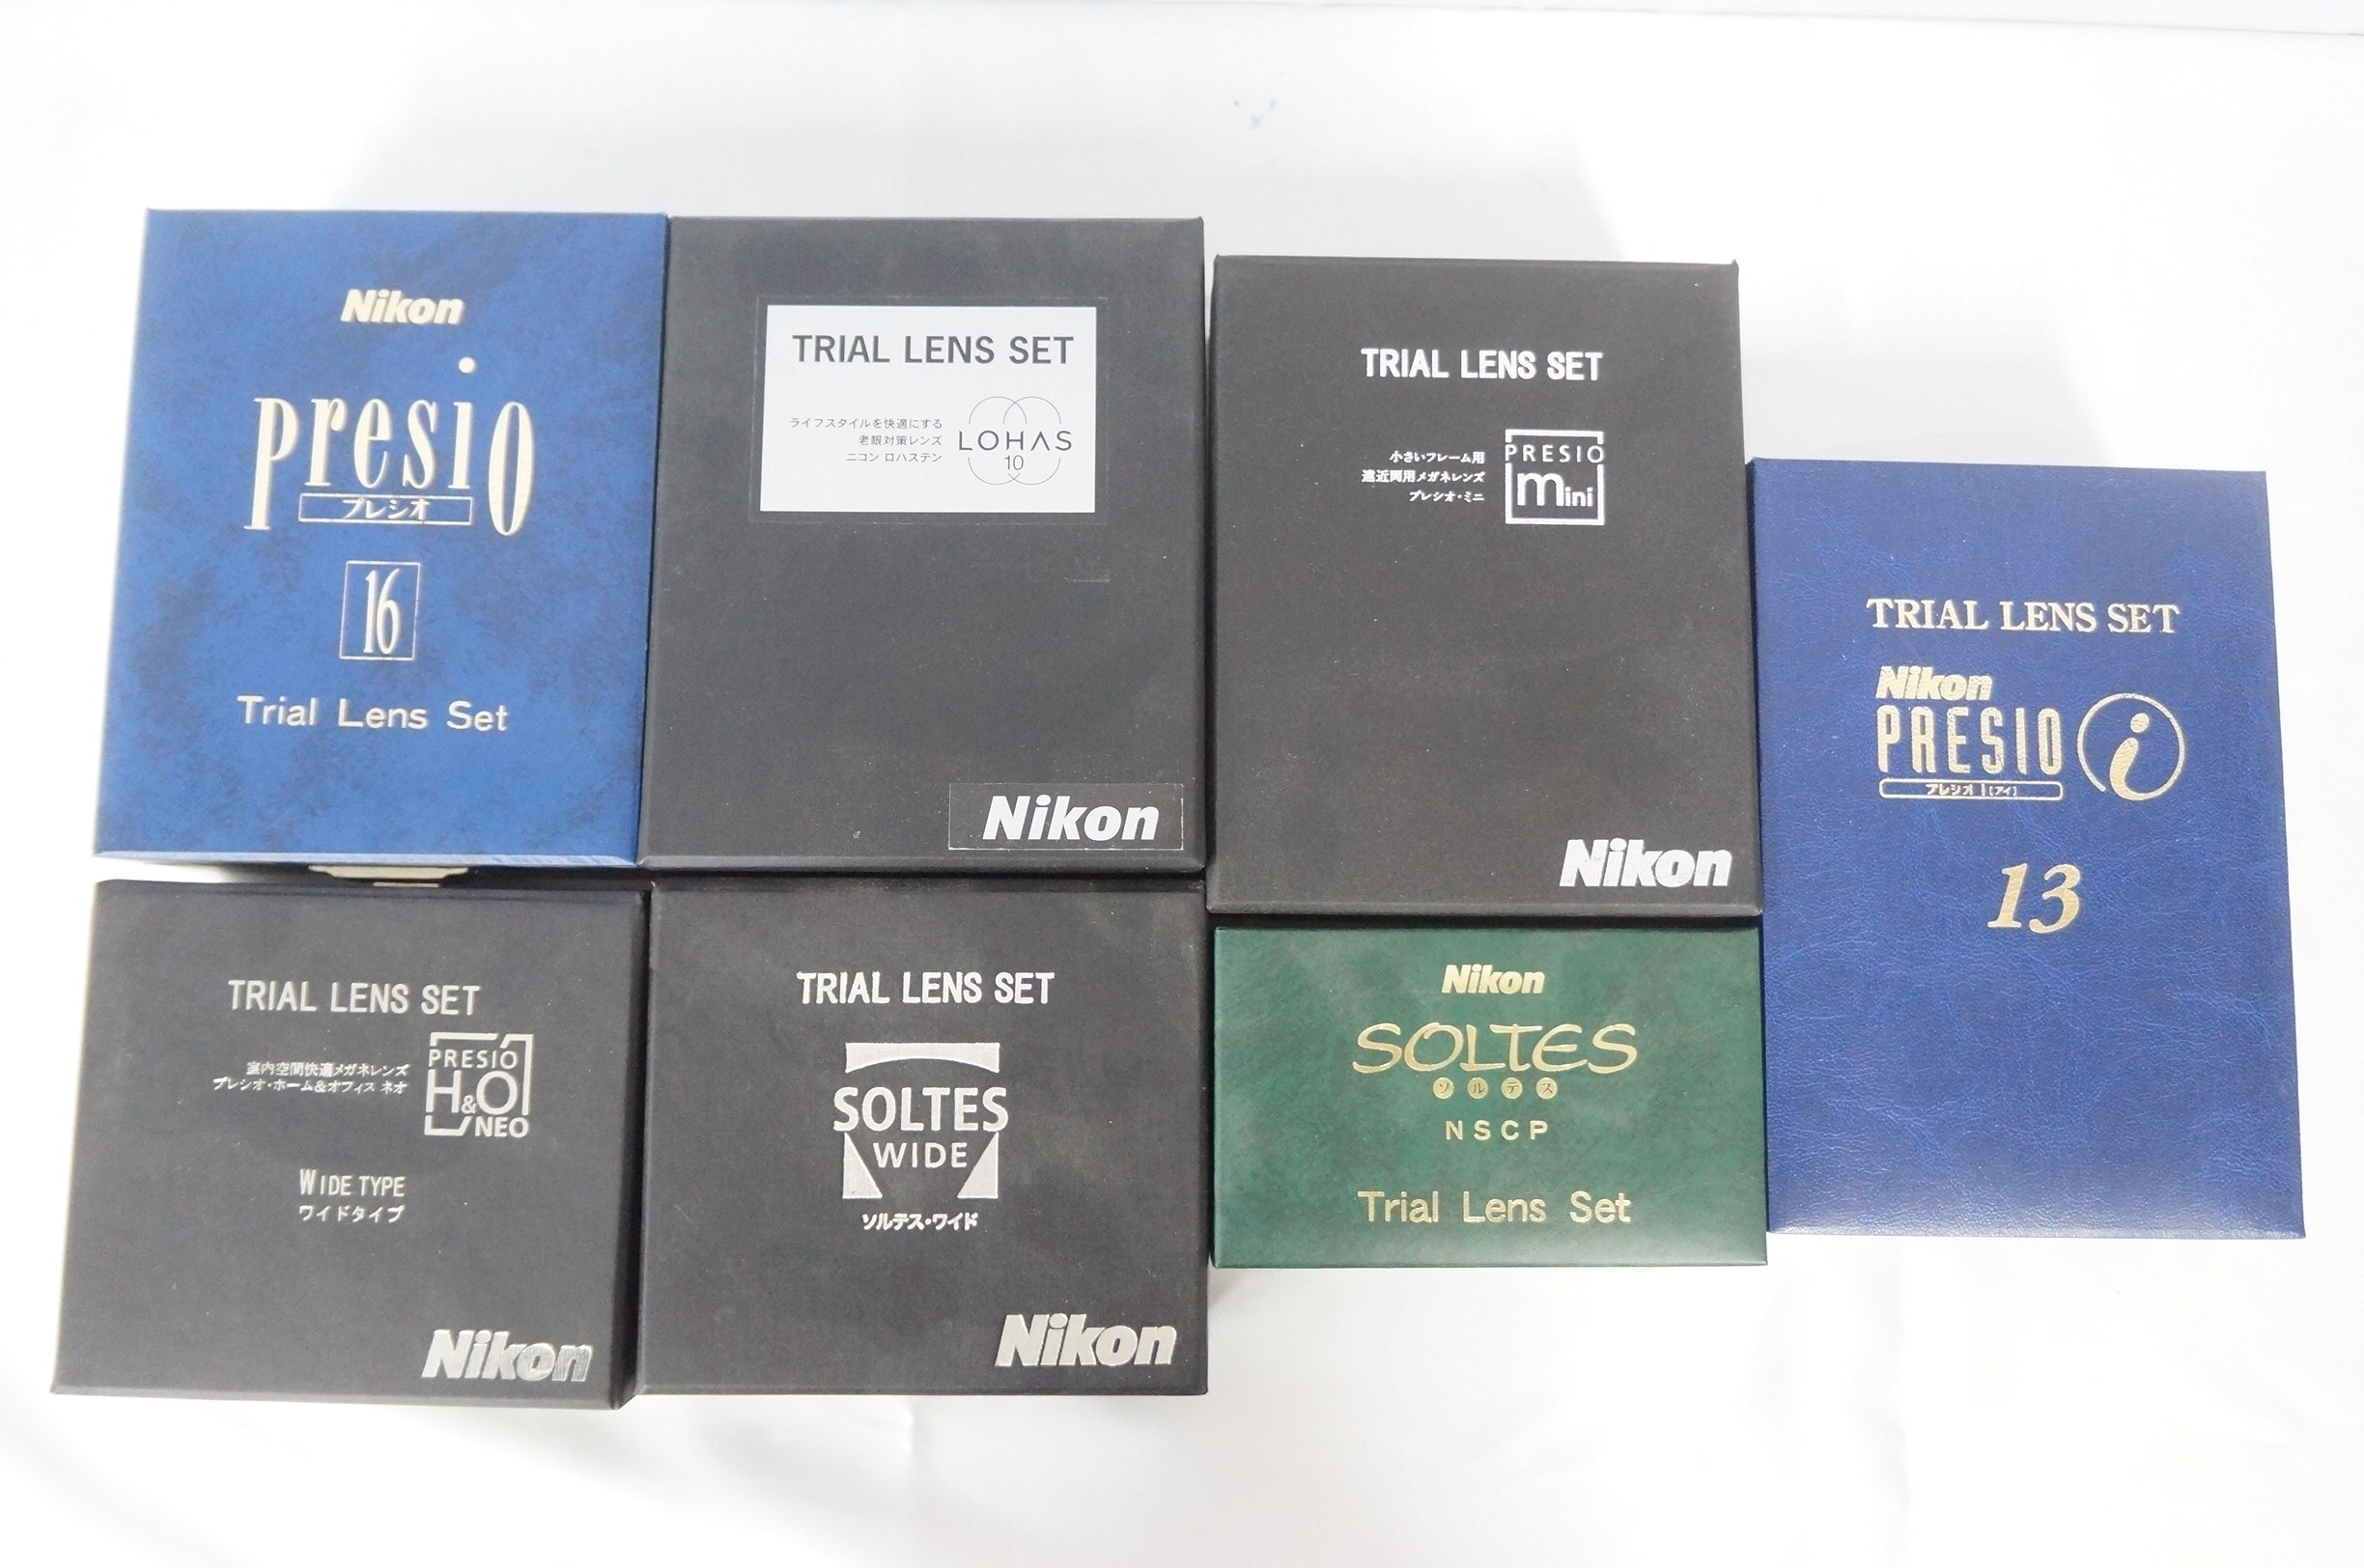 Nikon
presio
プレシオ
16
Trial Lens Set
TRIAL LENS SET
ライフスタイルを快適にする
老眼対策レンズ
ニコン ロハステン
LOHAS
10
Nikon
TRIAL LENS SET
小さいフレーム用
遠近両用メガネレンズ
プレシオ・ミニ
PRESIO
mini
Nikon
TRIAL LENS SET
Nikon
PRESIO i
プレシオ i [アイ]
13
TRIAL LENS SET
室内空間快適メガネレンズ
プレシオ・ホーム&オフィス ネオ
PRESIO
H&O
NEO
WIDE TYPE
ワイドタイプ
Nikon
TRIAL LENS SET
SOLTES
WIDE
ソルテス・ワイド
Nikon
Nikon
SOLTES
ソルテス
NSCP
Trial Lens Set